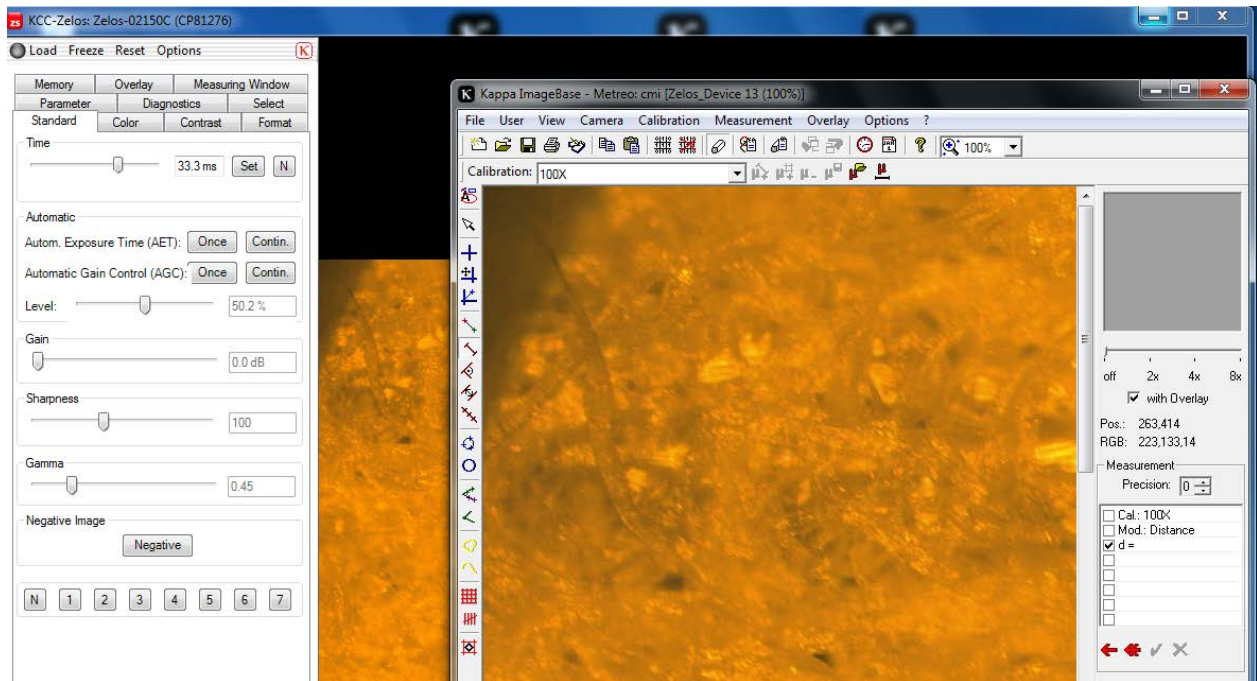 KCC-Zelos: Zelos-02150C (CP81276)
Load Freeze Reset Options
Memory Overlay Measuring Window
Parameter Diagnostics Select
Standard Color Contrast Format
Time
33.3 ms Set N
Automatic
Autom. Exposure Time (AET): Once Contin.
Automatic Gain Control (AGC): Once Contin.
Level: 50.2 %
Gain
0.0 dB
Sharpness
100
Gamma
0.45
Negative Image
Negative
N 1 2 3 4 5 6 7
Kappa ImageBase - Metreo: cmi [Zelos_Device 13 (100%)]
File User View Camera Calibration Measurement Overlay Options ?
100%
Calibration: 100X
off 2x 4x 8x
with Overlay
Pos.: 263,414
RGB: 223,133,14
Measurement
Precision: 0
Cal.: 100X
Mod.: Distance
d =